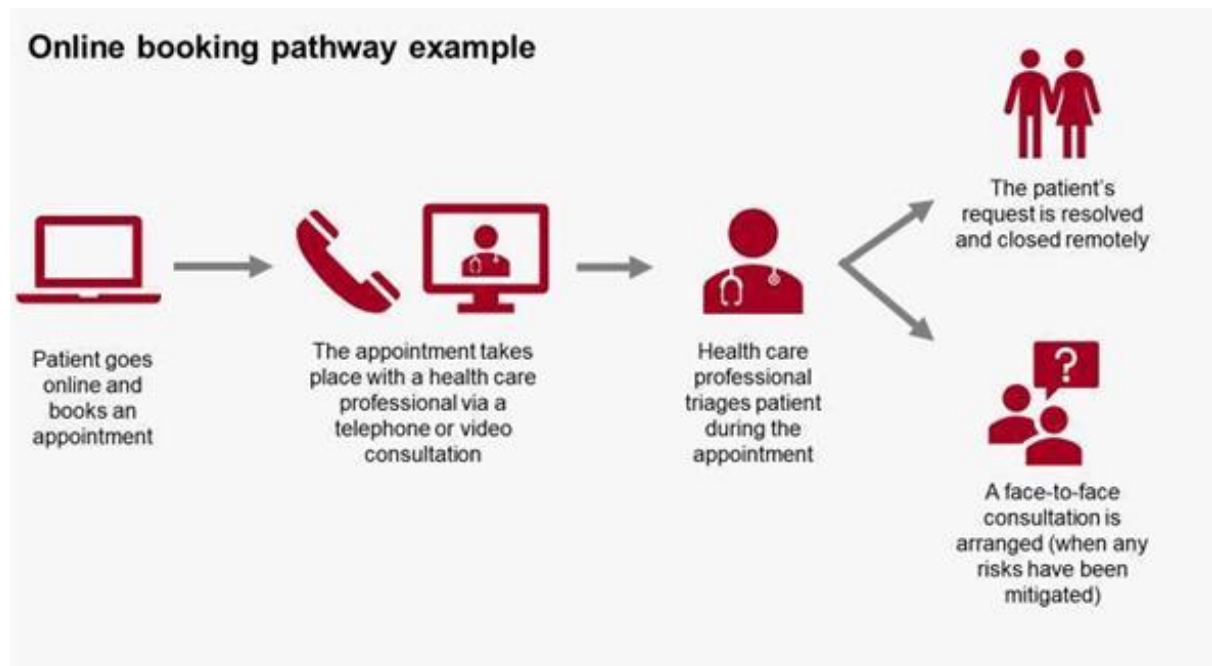 Online booking pathway example
Patient goes
online and
books an
appointment
The appointment takes
place with a health care
professional via a
telephone or video
consultation
Health care
professional
triages patient
during the
appointment
The patient's
request is resolved
and closed remotely
?
A face-to-face
consultation is
arranged (when any
risks have been
mitigated)